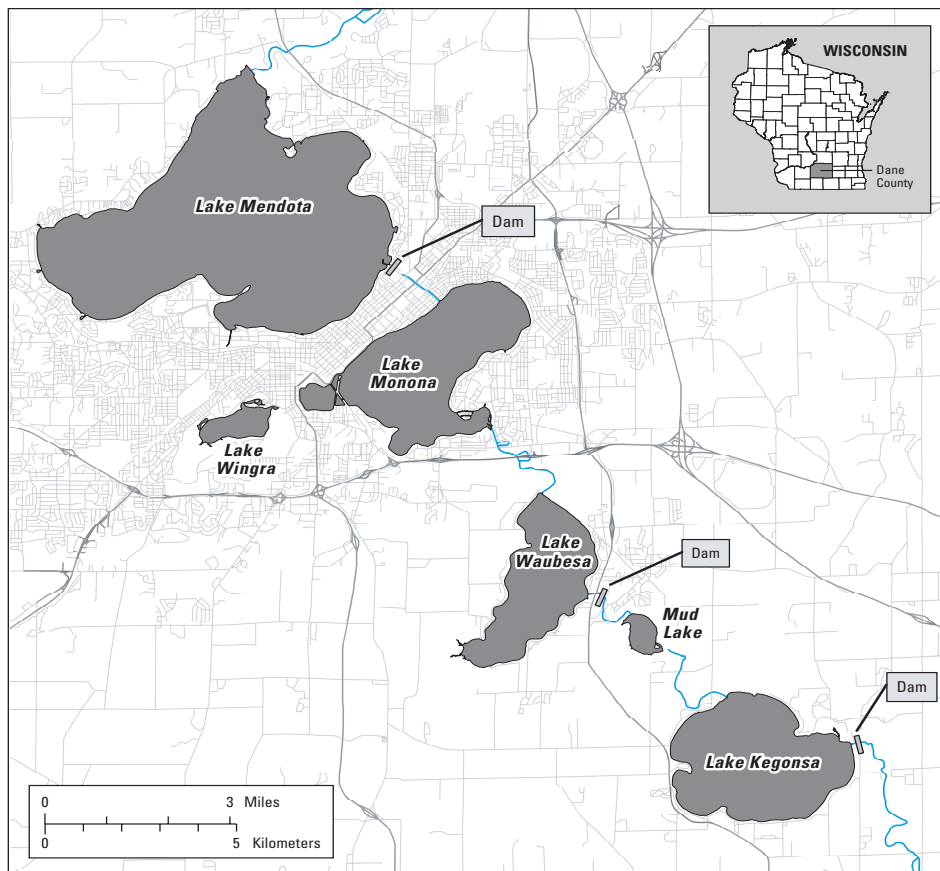 WISCONSIN
Dane
County
Lake Mendota
Dam
Lake
Monona
Lake
Wingra
Lake
Waubesa
Dam
Mud
Lake
Dam
Lake Kegonsa
0 3 Miles
0 5 Kilometers